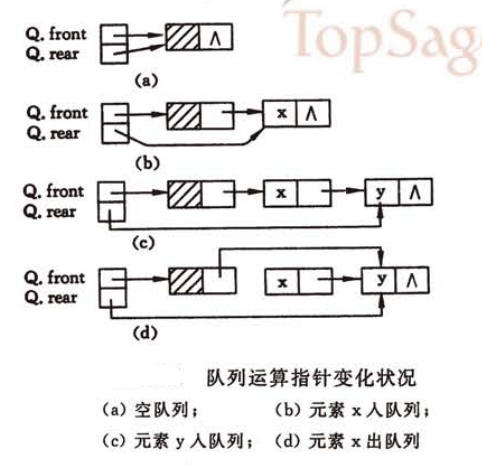 TopSag
Q. front
Q. rear
∧
(a)
Q. front
Q. rear
x ∧
(b)
Q. front
Q. rear
x y ∧
(c)
Q. front
Q. rear
x y ∧
(d)
队列运算指针变化状况
(a) 空队列； (b) 元素 x 入队列；
(c) 元素 y 入队列； (d) 元素 x 出队列